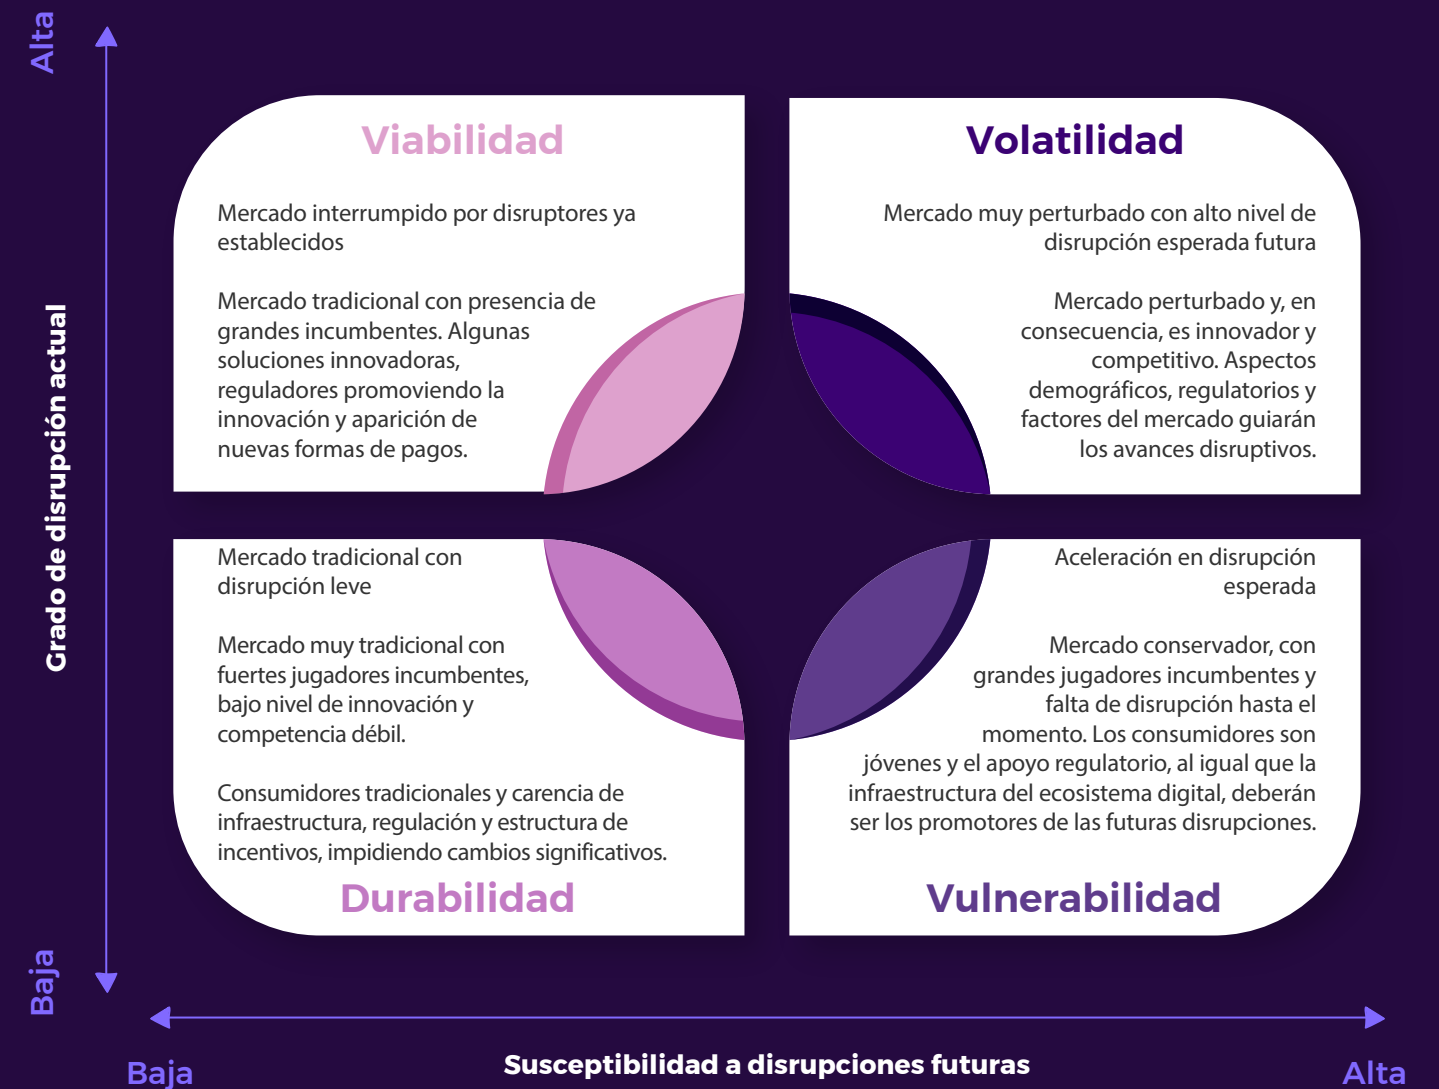 Alta
Grado de disrupción actual
Baja
Viabilidad
Mercado interrumpido por disruptores ya
establecidos
Mercado tradicional con presencia de
grandes incumbentes. Algunas
soluciones innovadoras,
reguladores promoviendo la
innovación y aparición de
nuevas formas de pagos.
Volatilidad
Mercado muy perturbado con alto nivel de
disrupción esperada futura
Mercado perturbado y, en
consecuencia, es innovador y
competitivo. Aspectos
demográficos, regulatorios y
factores del mercado guiarán
los avances disruptivos.
Mercado tradicional con
disrupción leve
Mercado muy tradicional con
fuertes jugadores incumbentes,
bajo nivel de innovación y
competencia débil.
Consumidores tradicionales y carencia de
infraestructura, regulación y estructura de
incentivos, impidiendo cambios significativos.
Durabilidad
Aceleración en disrupción
esperada
Mercado conservador, con
grandes jugadores incumbentes y
falta de disrupción hasta el
momento. Los consumidores son
jóvenes y el apoyo regulatorio, al igual que la
infraestructura del ecosistema digital, deberán
ser los promotores de las futuras disrupciones.
Vulnerabilidad
Baja
Susceptibilidad a disrupciones futuras
Alta